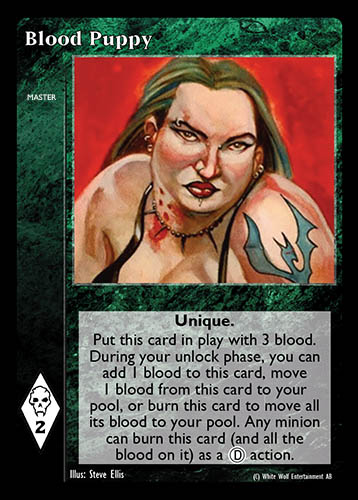 Blood Puppy
MASTER
Unique.
Put this card in play with 3 blood.
During your unlock phase, you can
add 1 blood to this card, move
1 blood from this card to your
pool, or burn this card to move all
its blood to your pool. Any minion
can burn this card (and all the
blood on it) as a Ⓓ action.
2
Illus: Steve Ellis
(C) White Wolf Entertainment AB